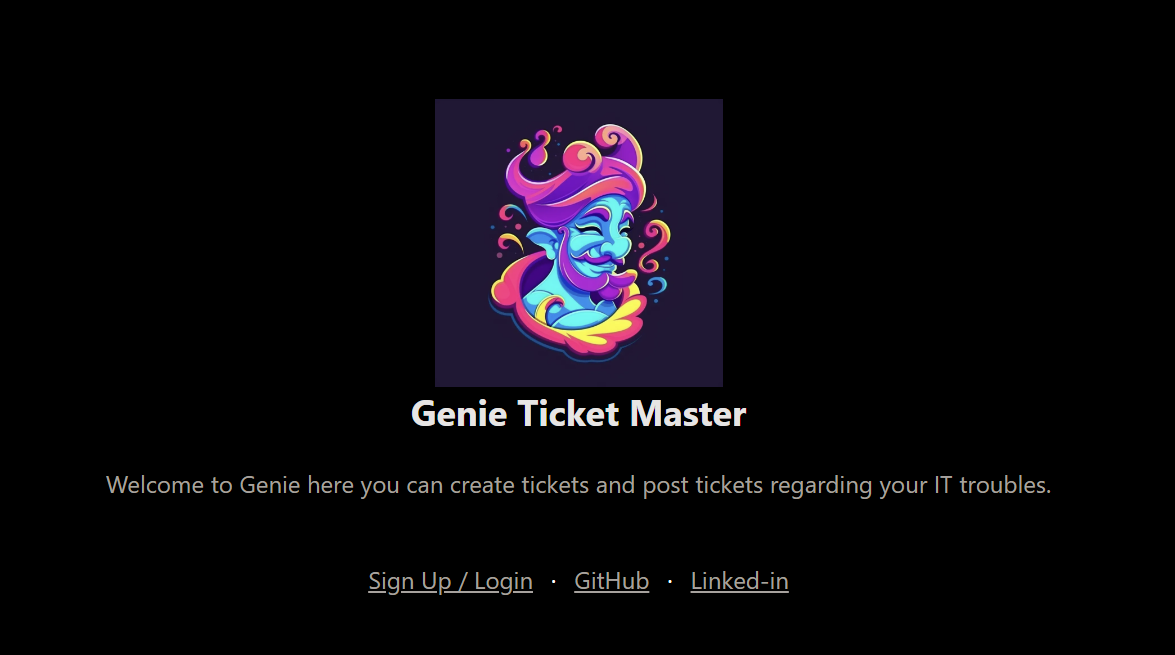 Genie Ticket Master
Welcome to Genie here you can create tickets and post tickets regarding your IT troubles.
Sign Up / Login · GitHub · Linked-in